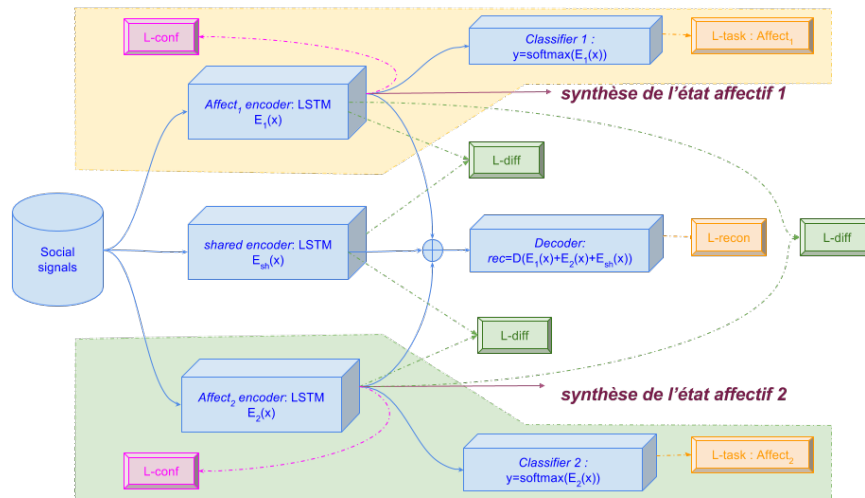 L-conf
Classifier 1 :
y=softmax(E1(x))
L-task : Affect1
Affect1 encoder: LSTM
E1(x)
synthèse de l'état affectif 1
L-diff
Social
signals
shared encoder: LSTM
Esh(x)
Decoder:
rec=D(E1(x)+E2(x)+Esh(x))
L-recon
L-diff
L-diff
Affect2 encoder: LSTM
E2(x)
synthèse de l'état affectif 2
L-conf
Classifier 2 :
y=softmax(E2(x))
L-task : Affect2